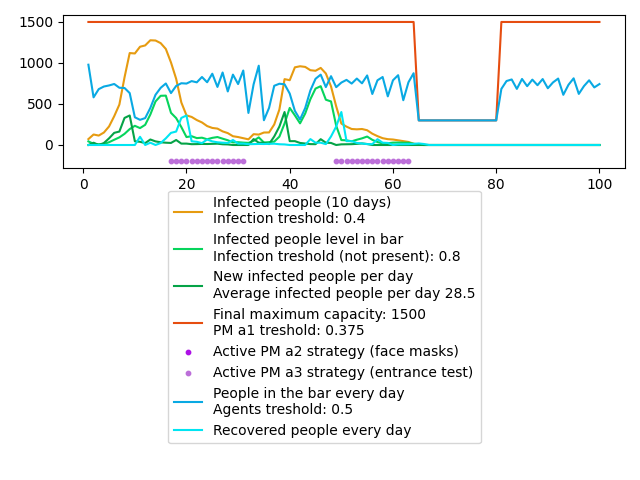 1500
1000
500
0
0 20 40 60 80 100
Infected people (10 days)
Infection treshold: 0.4
Infected people level in bar
Infection treshold (not present): 0.8
New infected people per day
Average infected people per day 28.5
Final maximum capacity: 1500
PM a1 treshold: 0.375
Active PM a2 strategy (face masks)
Active PM a3 strategy (entrance test)
People in the bar every day
Agents treshold: 0.5
Recovered people every day